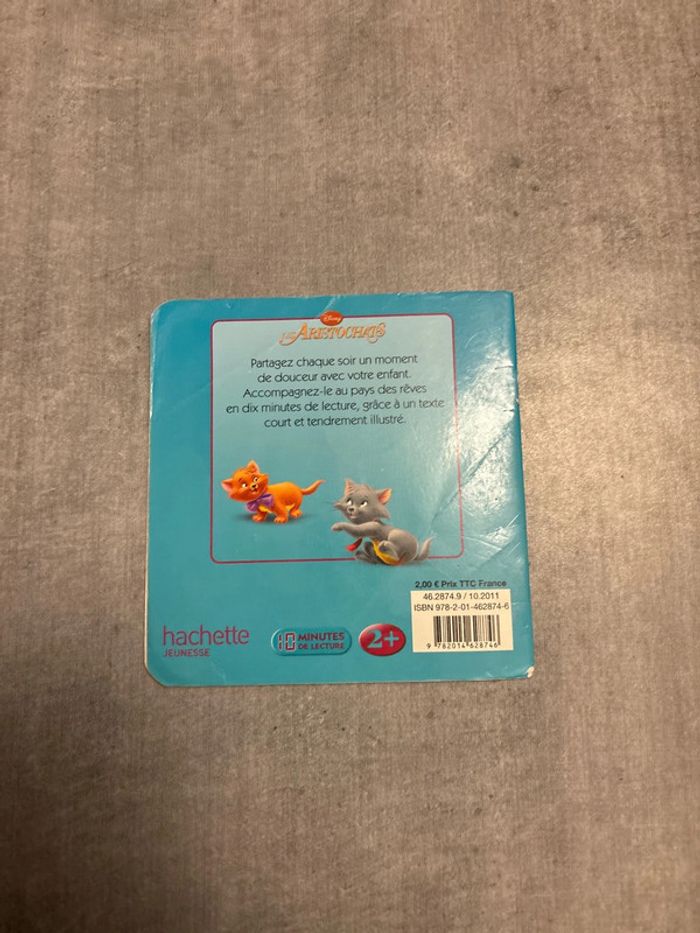 Disney
Les ARISTOCHATS
Partagez chaque soir un moment
de douceur avec votre enfant.
Accompagnez-le au pays des rêves
en dix minutes de lecture, grâce à un texte
court et tendrement illustré.
2,00 € Prix TTC France
46.2874.9 / 10.2011
ISBN 978-2-01-462874-6
9 782014 628746
hachette
JEUNESSE
10 MINUTES
DE LECTURE
2+